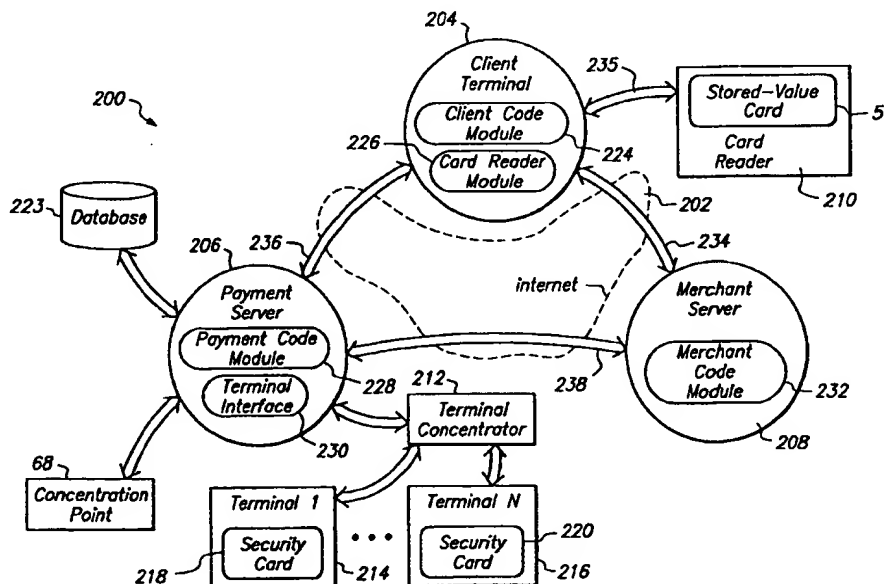 204
Client
Terminal
235
Stored-Value
Card
5
Card
Reader
210
200
Client Code
Module
226
224
Card Reader
Module
202
223
Database
206
236
234
internet
Payment
Server
Merchant
Server
Payment Code
Module
228
212
238
Merchant
Code
Module
232
Terminal
Interface
230
Terminal
Concentrator
208
68
Concentration
Point
Terminal 1
Terminal N
218
Security
Card
214
220
Security
Card
216